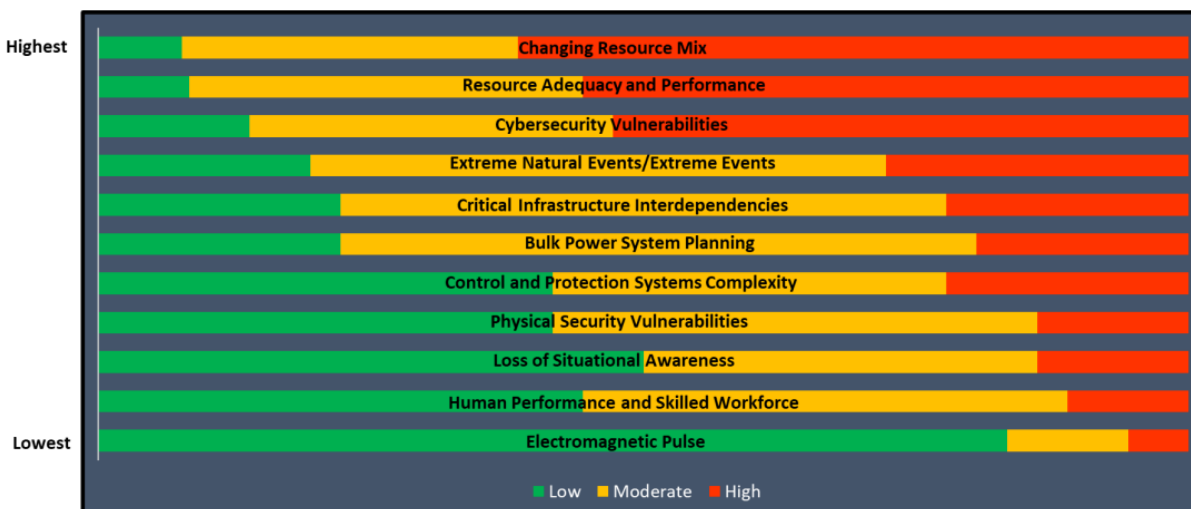 Highest
Changing Resource Mix
Resource Adequacy and Performance
Cybersecurity Vulnerabilities
Extreme Natural Events/Extreme Events
Critical Infrastructure Interdependencies
Bulk Power System Planning
Control and Protection Systems Complexity
Physical Security Vulnerabilities
Loss of Situational Awareness
Human Performance and Skilled Workforce
Lowest
Electromagnetic Pulse
Low Moderate High